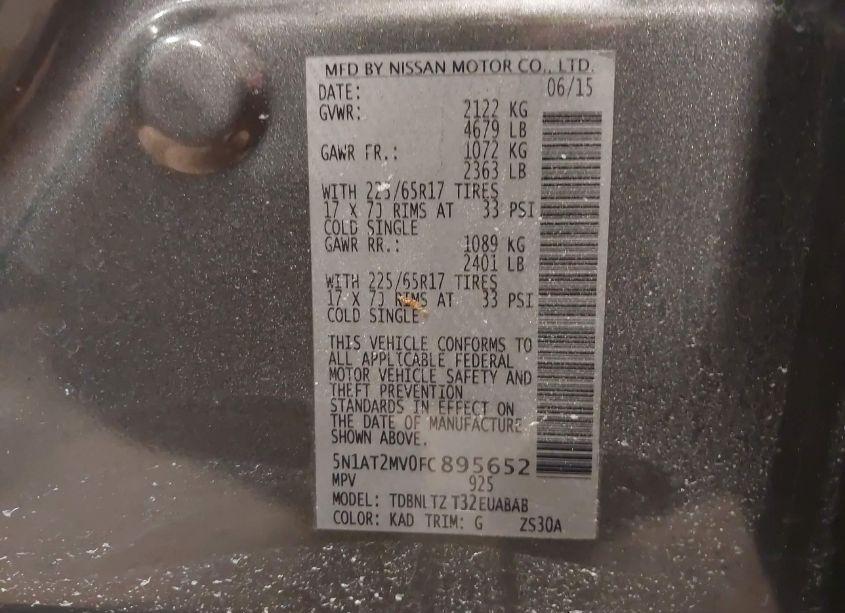 MFD BY NISSAN MOTOR CO., LTD.
DATE: 06/15
GVWR: 2122 KG
4679 LB
GAWR FR.: 1072 KG
2363 LB
WITH 225/65R17 TIRES
17 X 7J RIMS AT 33 PSI
COLD SINGLE
GAWR RR.: 1089 KG
2401 LB
WITH 225/65R17 TIRES
17 X 7J RIMS AT 33 PSI
COLD SINGLE
THIS VEHICLE CONFORMS TO
ALL APPLICABLE FEDERAL
MOTOR VEHICLE SAFETY AND
THEFT PREVENTION
STANDARDS IN EFFECT ON
THE DATE OF MANUFACTURE
SHOWN ABOVE.
5N1AT2MV0FC895652
MPV 925
MODEL: TDBNLTZ T32EUABAB
COLOR: KAD TRIM: G ZS30A